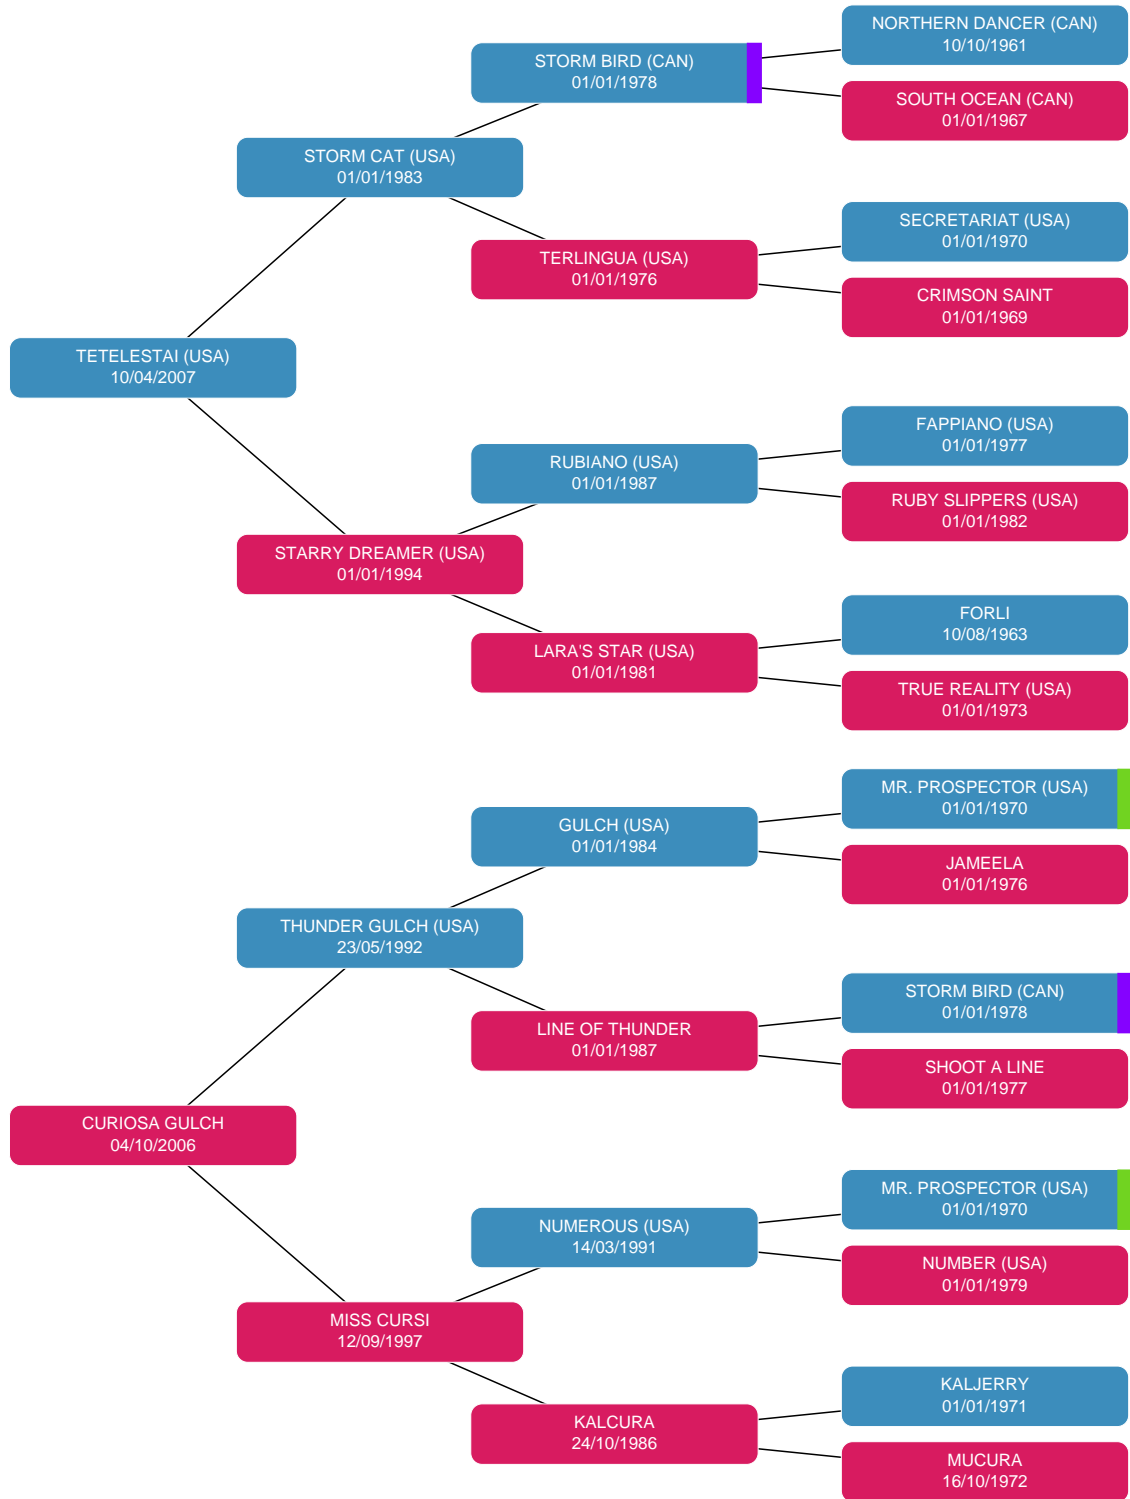 NORTHERN DANCER (CAN)
10/10/1961
STORM BIRD (CAN)
01/01/1978
SOUTH OCEAN (CAN)
01/01/1967
STORM CAT (USA)
01/01/1983
SECRETARIAT (USA)
01/01/1970
TERLINGUA (USA)
01/01/1976
CRIMSON SAINT
01/01/1969
TETELESTAI (USA)
10/04/2007
FAPPIANO (USA)
01/01/1977
RUBIANO (USA)
01/01/1987
RUBY SLIPPERS (USA)
01/01/1982
STARRY DREAMER (USA)
01/01/1994
FORLI
10/08/1963
LARA'S STAR (USA)
01/01/1981
TRUE REALITY (USA)
01/01/1973
MR. PROSPECTOR (USA)
01/01/1970
GULCH (USA)
01/01/1984
JAMEELA
01/01/1976
THUNDER GULCH (USA)
23/05/1992
STORM BIRD (CAN)
01/01/1978
LINE OF THUNDER
01/01/1987
SHOOT A LINE
01/01/1977
CURIOSA GULCH
04/10/2006
MR. PROSPECTOR (USA)
01/01/1970
NUMEROUS (USA)
14/03/1991
NUMBER (USA)
01/01/1979
MISS CURSI
12/09/1997
KALJERRY
01/01/1971
KALCURA
24/10/1986
MUCURA
16/10/1972